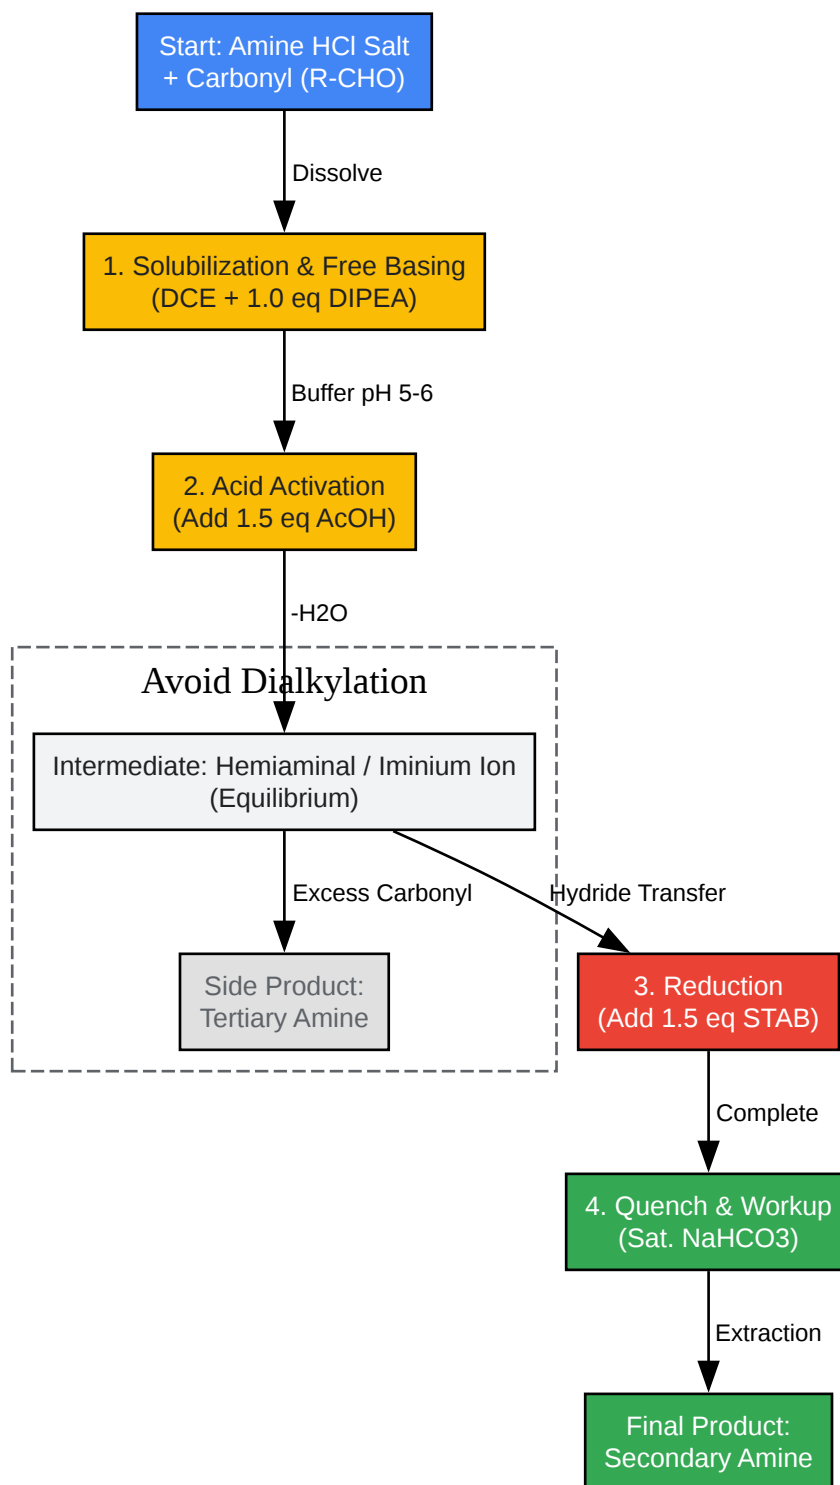 Start: Amine HCl Salt
+ Carbonyl (R-CHO)
Dissolve
1. Solubilization & Free Basing
(DCE + 1.0 eq DIPEA)
Buffer pH 5-6
2. Acid Activation
(Add 1.5 eq AcOH)
-H2O
Avoid Dialkylation
Intermediate: Hemiaminal / Iminium Ion
(Equilibrium)
Excess Carbonyl
Hydride Transfer
Side Product:
Tertiary Amine
3. Reduction
(Add 1.5 eq STAB)
Complete
4. Quench & Workup
(Sat. NaHCO3)
Extraction
Final Product:
Secondary Amine